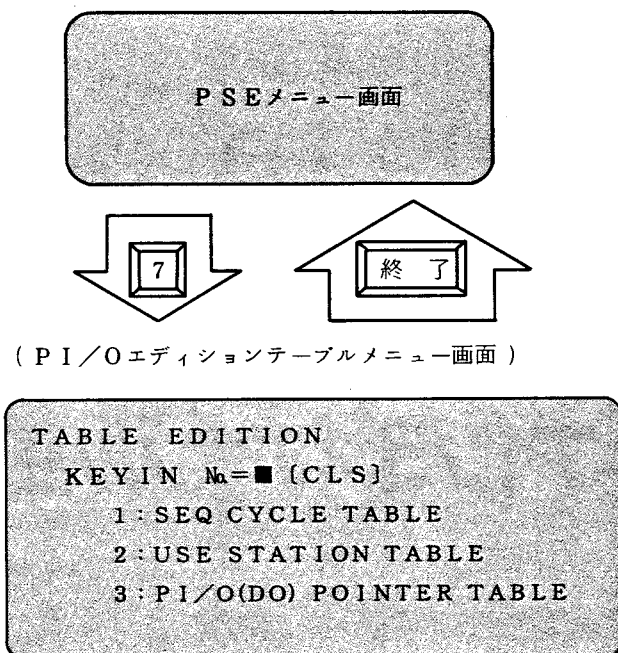 PSEメニュー画面
7
終 了
(PI/Oエディションテーブルメニュー画面)
TABLE EDITION
KEYIN №=■ [CLS]
1:SEQ CYCLE TABLE
2:USE STATION TABLE
3:PI/O(DO) POINTER TABLE